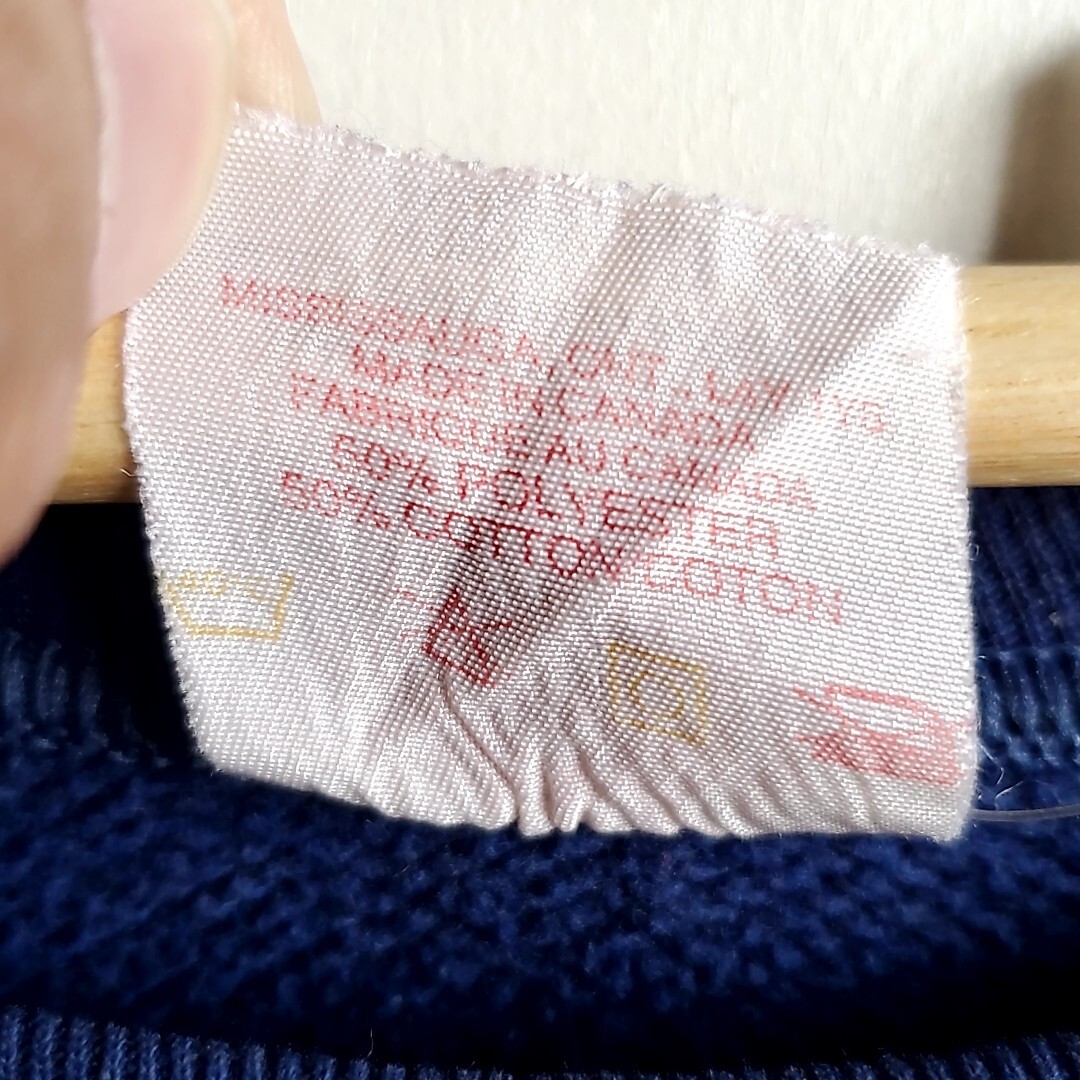 MISSISSAUGA, ONT.
MADE IN CANADA
FABRIQUE AU CANADA
50% POLYESTER
50% COTTON COTON